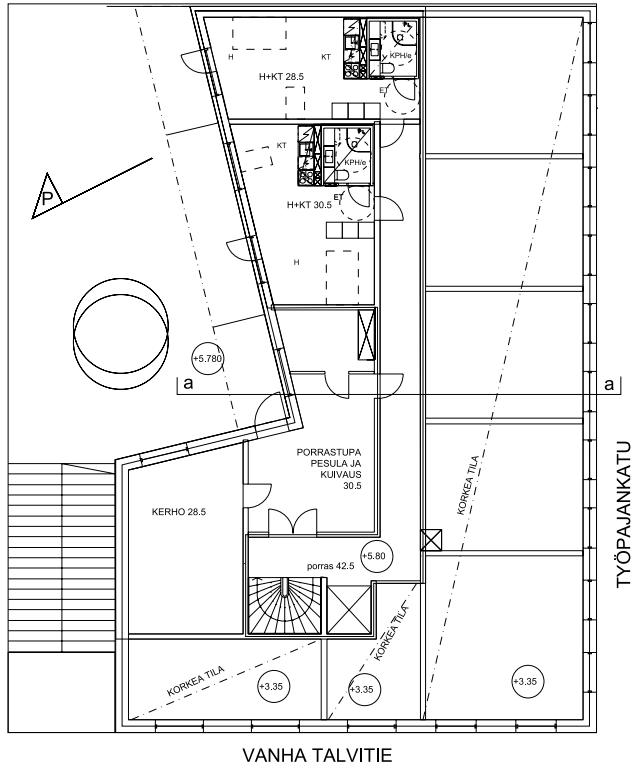 H
KT
H+KT 28.5
KPH/e
ET
KT
KPH/e
H+KT 30.5
ET
H
P
+5.780
a
a
PORRASTUPA
PESULA JA
KUIVAUS
30.5
KERHO 28.5
KORKEA TILA
TYÖPAJANKATU
porras 42.5
+5.80
KORKEA TILA
KORKEA TILA
+3.35
+3.35
+3.35
VANHA TALVITIE